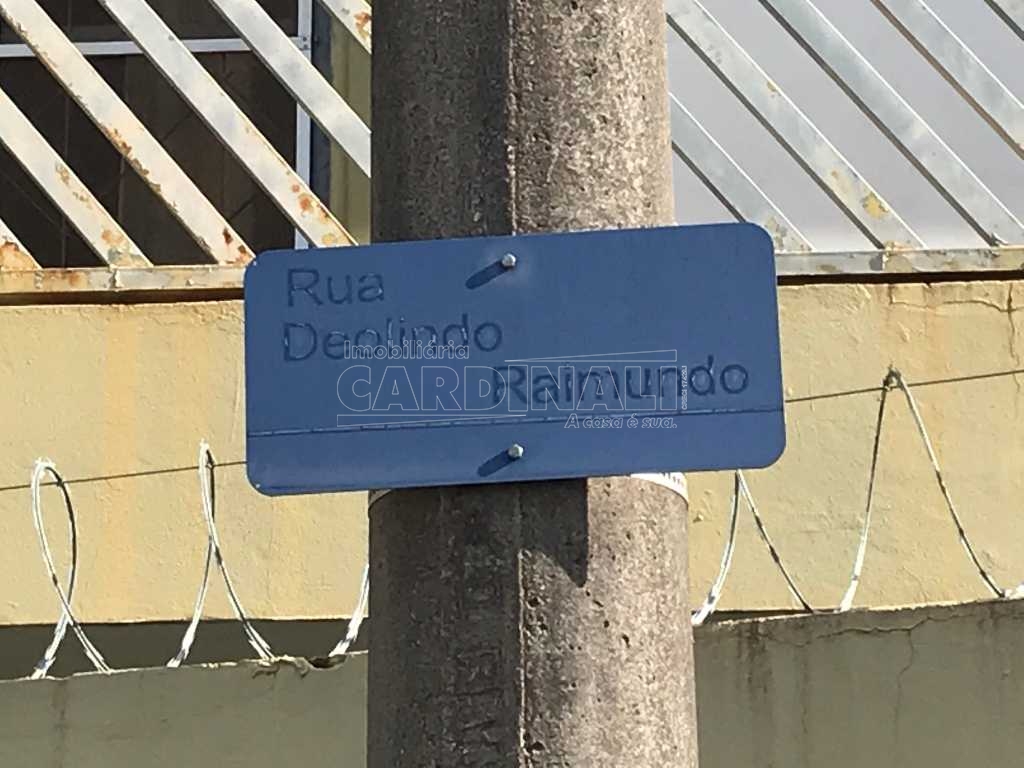 Rua
Deolindo
Raimundo
Imobiliária
CARDINALI
A casa é sua.